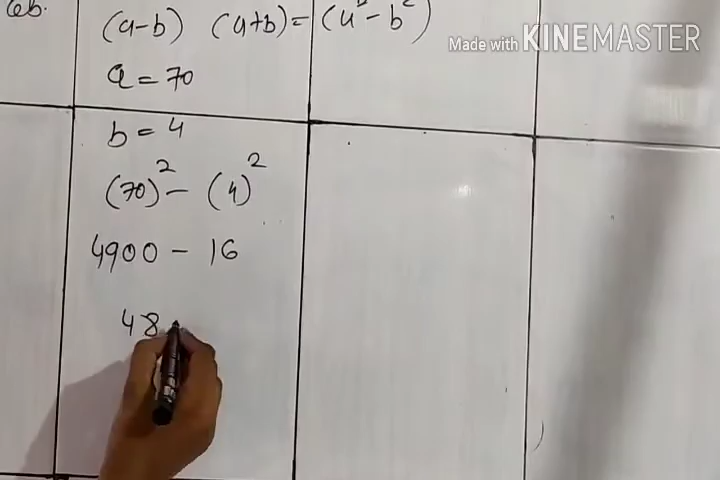 (a-b) (a+b) = (a² - b²)
Made with KINEMASTER
a = 70
b = 4
(70)² - (4)²
4900 - 16
48